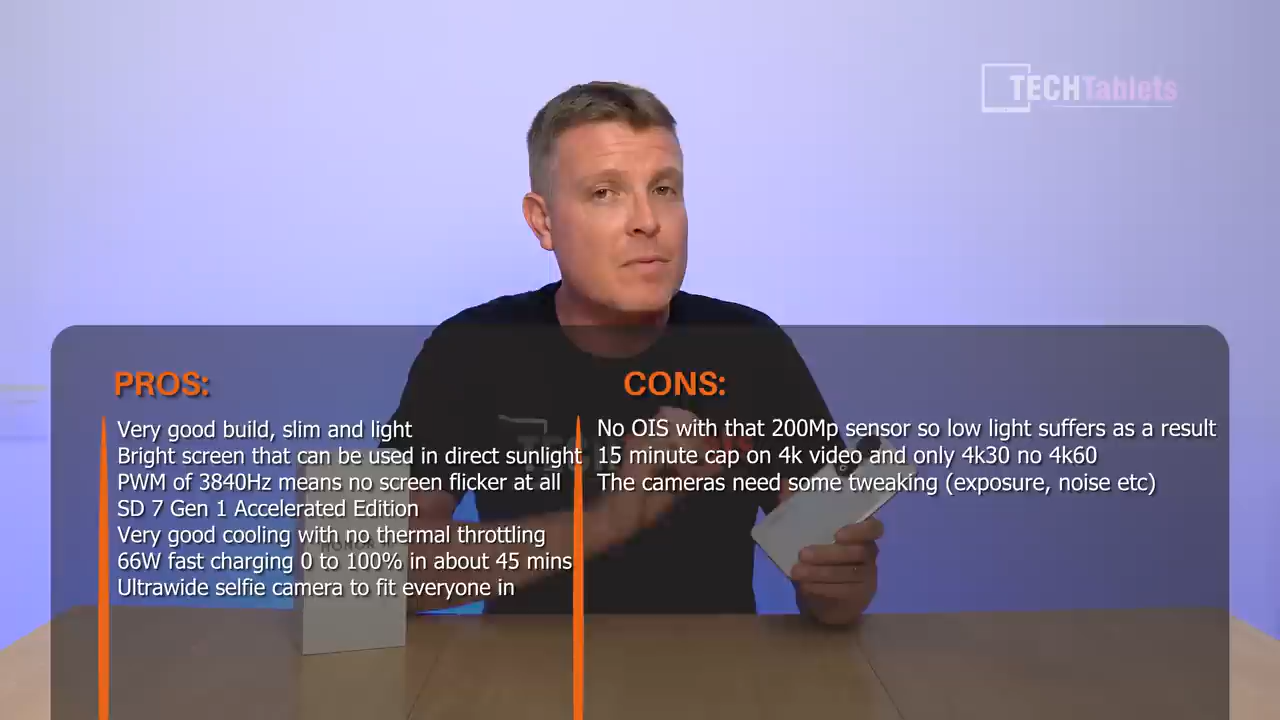 TECHTablets
PROS:
Very good build, slim and light
Bright screen that can be used in direct sunlight
PWM of 3840Hz means no screen flicker at all
SD 7 Gen 1 Accelerated Edition
Very good cooling with no thermal throttling
66W fast charging 0 to 100% in about 45 mins
Ultrawide selfie camera to fit everyone in
CONS:
No OIS with that 200Mp sensor so low light suffers as a result
15 minute cap on 4k video and only 4k30 no 4k60
The cameras need some tweaking (exposure, noise etc)
HONOR